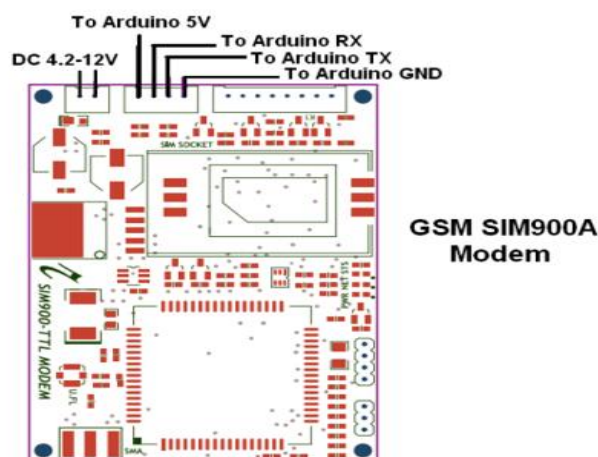 To Arduino 5V
To Arduino RX
DC 4.2-12V
To Arduino TX
To Arduino GND
SIM SOCKET
GSM SIM900A
Modem
PWR NET STS
SIM900-TTL MODEM
U.FL
SMA